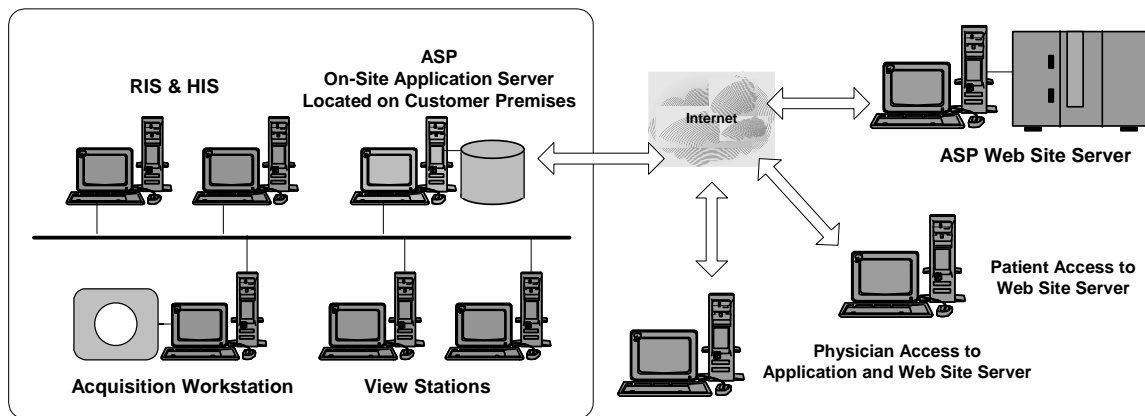 RIS & HIS
ASP
On-Site Application Server
Located on Customer Premises
Internet
ASP Web Site Server
Patient Access to
Web Site Server
Acquisition Workstation
View Stations
Physician Access to
Application and Web Site Server